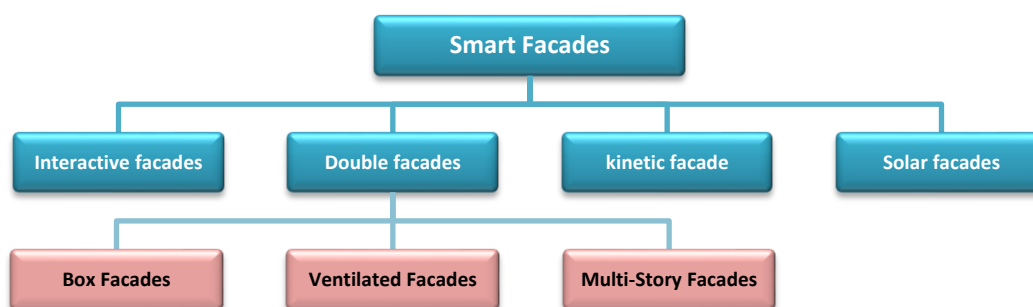 Smart Facades
Interactive facades
Double facades
kinetic facade
Solar facades
Box Facades
Ventilated Facades
Multi-Story Facades